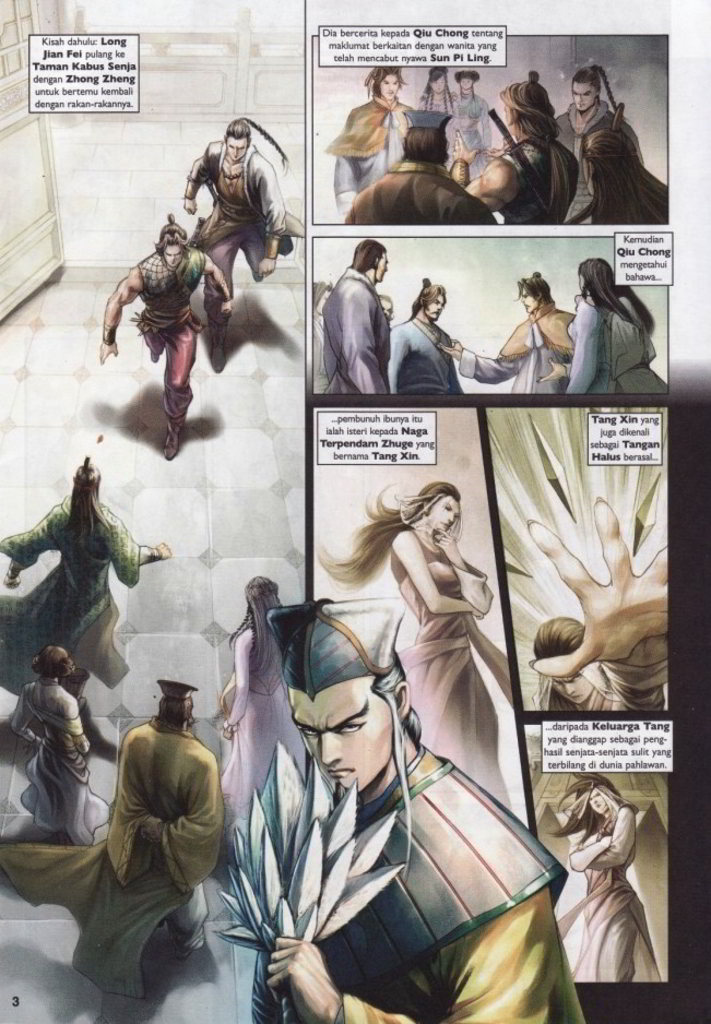 Kisah dahulu: Long
Jian Fei pulang ke
Taman Kabus Senja
dengan Zhong Zheng
untuk bertemu kembali
dengan rakan-rakannya.
Dia bercerita kepada Qiu Chong tentang
maklumat berkaitan dengan wanita yang
telah mencabut nyawa Sun Pi Ling.
Kemudian
Qiu Chong
mengetahui
bahawa...
...pembunuh ibunya itu
ialah isteri kepada Naga
Terpendam Zhuge yang
bernama Tang Xin.
Tang Xin yang
juga dikenali
sebagai Tangan
Halus berasal...
...daripada Keluarga Tang
yang dianggap sebagai peng-
hasil senjata-senjata sulit yang
terbilang di dunia pahlawan.
3